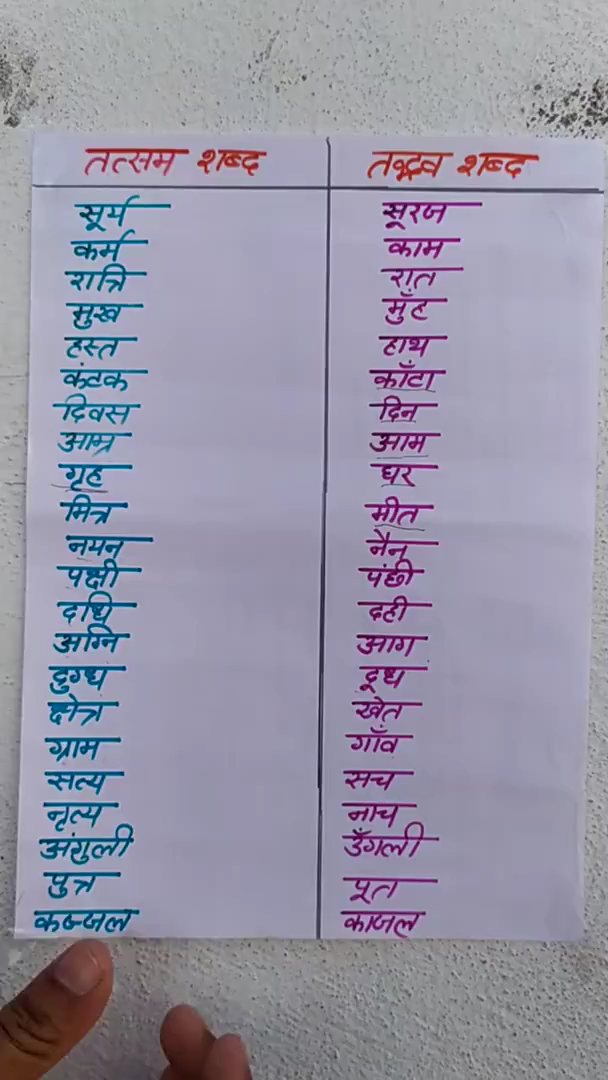 तत्सम शब्द तद्भव शब्द
सूर्य सूरज
कर्म काम
रात्रि रात
मुख मुँह
हस्त हाथ
कंटक काँटा
दिवस दिन
आम्र आम
गृह घर
मित्र मीत
नयन नैन
पक्षी पंछी
दधि दही
अग्नि आग
दुग्ध दूध
क्षेत्र खेत
ग्राम गाँव
सत्य सच
नृत्य नाच
अंगुली उँगली
पुत्र पूत
कज्जल काजल